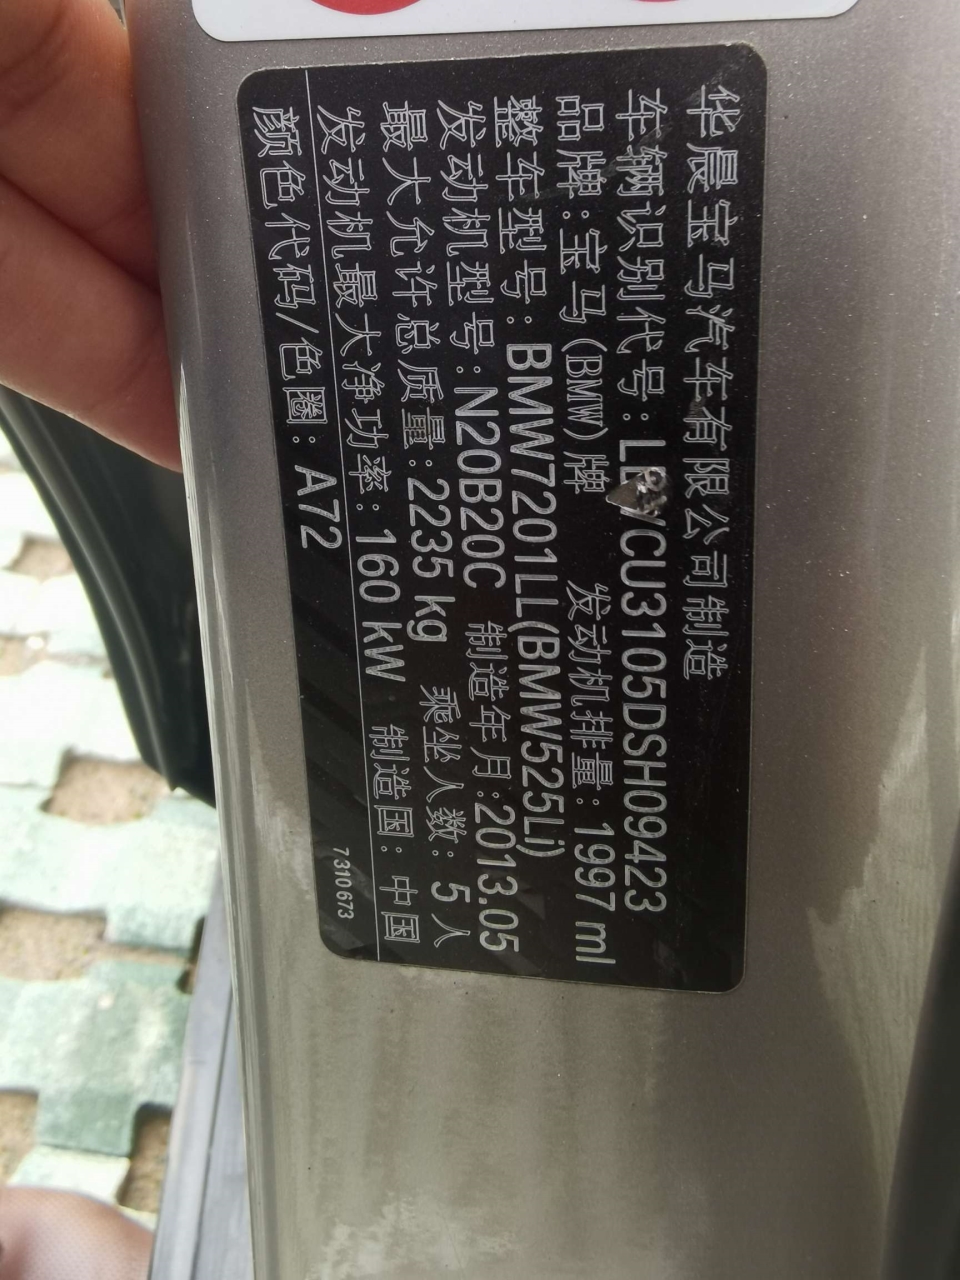 华晨宝马汽车有限公司制造
车辆识别代号:LBVCU3105DSH09423
品牌:宝马(BMW)牌 发动机排量:1997 ml
整车型号:BMW7201LL(BMW525Li)
发动机型号:N20B20C 制造年月:2013.05
最大允许总质量:2235 kg 乘坐人数:5人
发动机最大净功率:160 kW 制造国:中国
颜色代码/色圈:A72
7310673